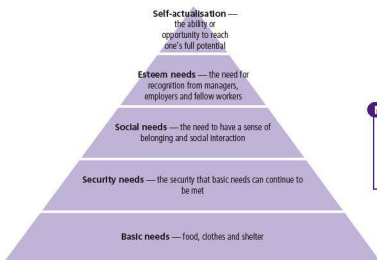 Self-actualisation —
the ability or
opportunity to reach
one's full potential
Esteem needs — the need for
recognition from managers,
employers and fellow workers
Social needs — the need to have a sense of
belonging and social interaction
Security needs — the security that basic needs can continue to
be met
Basic needs — food, clothes and shelter